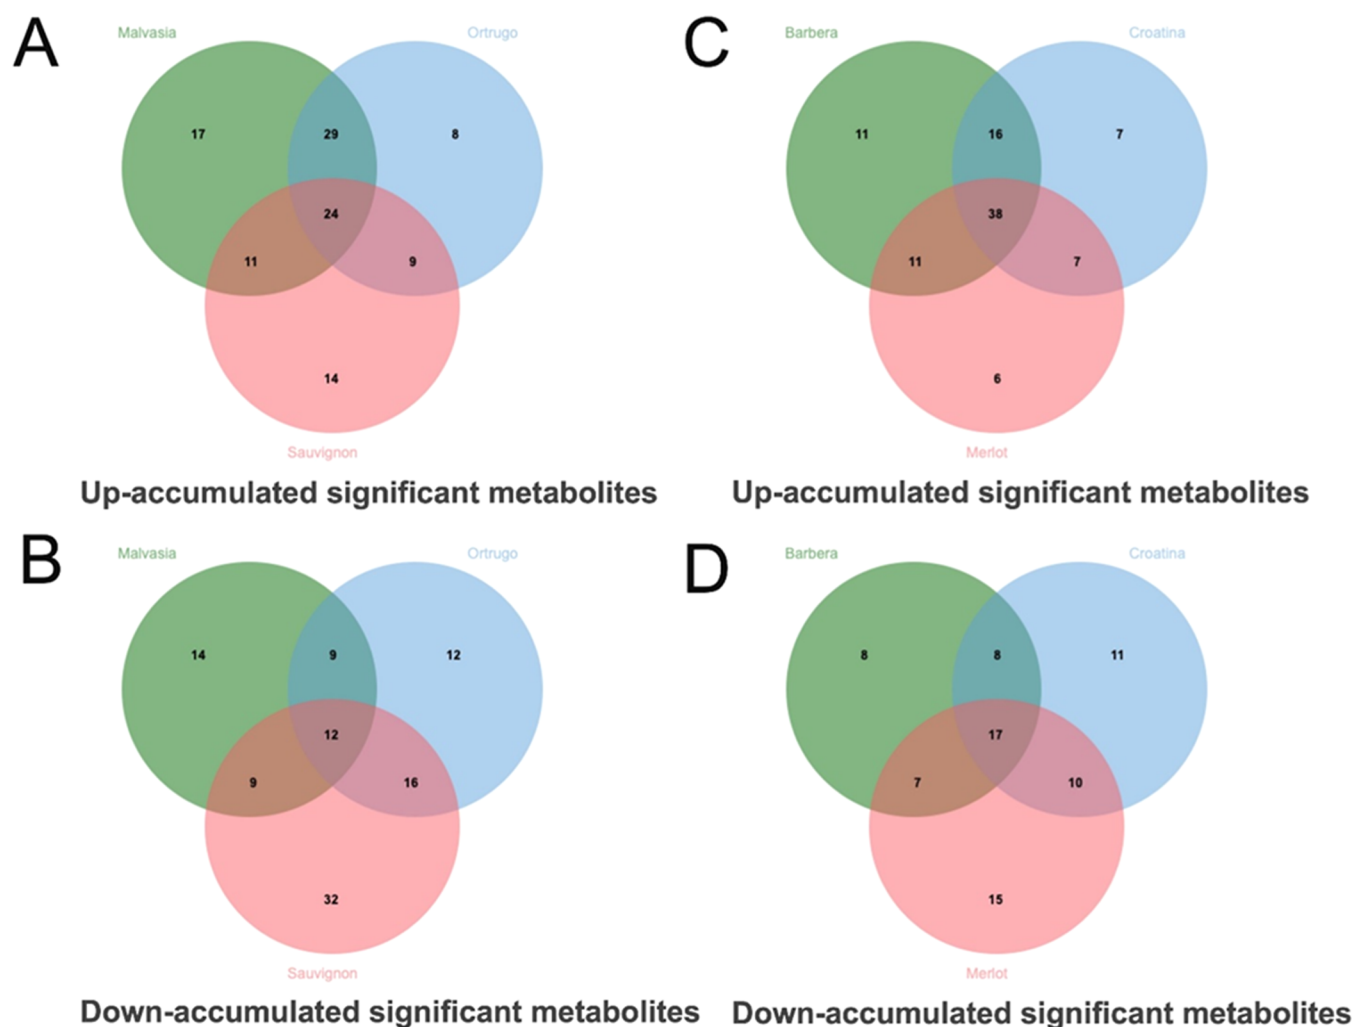 A
Malvasia
Ortrugo
17
29
8
24
11
9
14
Sauvignon
Up-accumulated significant metabolites
C
Barbera
Croatina
11
16
7
38
11
7
6
Merlot
Up-accumulated significant metabolites
B
Malvasia
Ortrugo
14
9
12
12
9
16
32
Sauvignon
Down-accumulated significant metabolites
D
Barbera
Croatina
8
8
11
17
7
10
15
Merlot
Down-accumulated significant metabolites